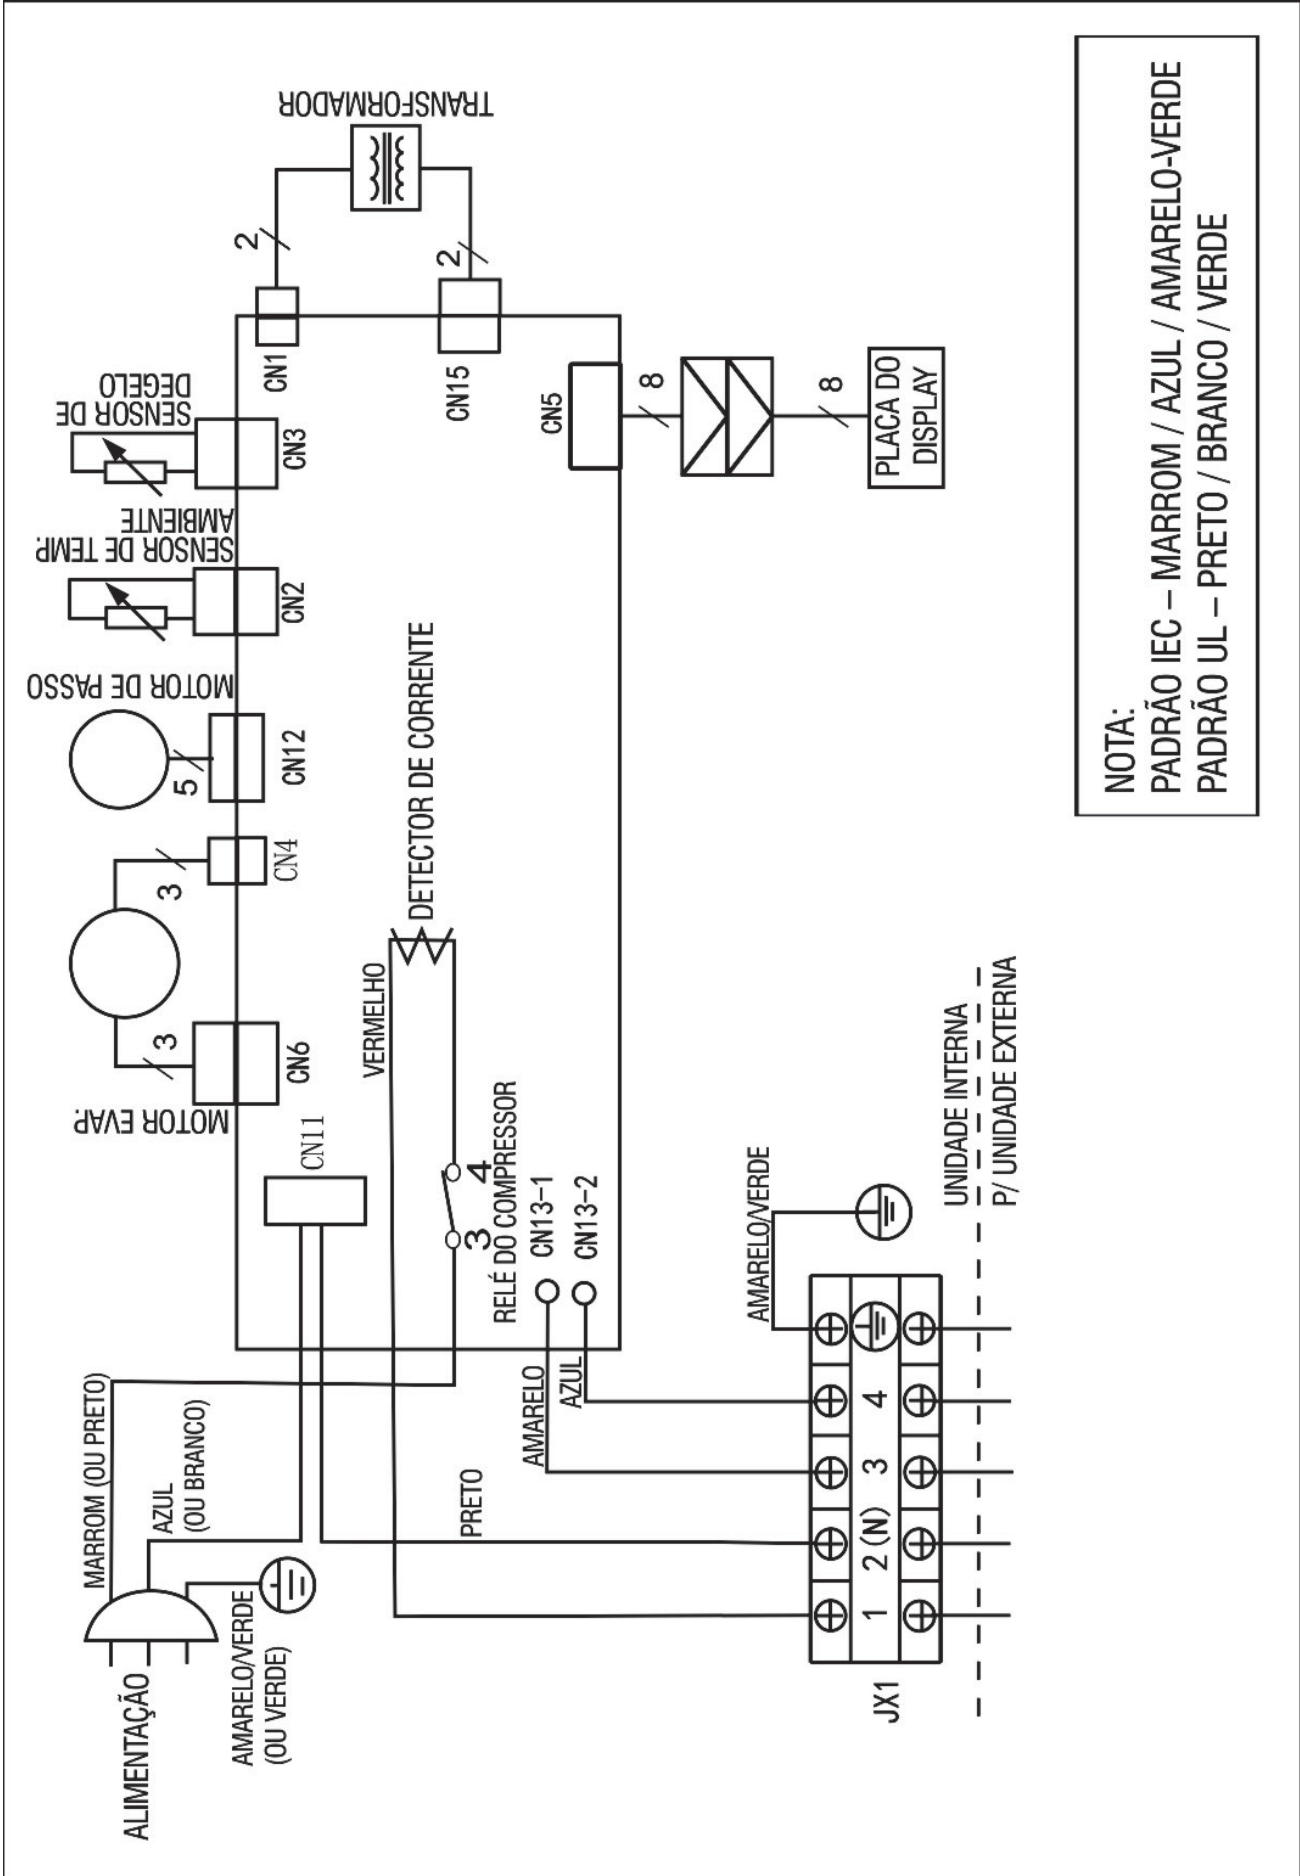 ALIMENTAÇÃO
MARROM (OU PRETO)
AZUL
(OU BRANCO)
AMARELO/VERDE
(OU VERDE)
MOTOR EVAP.
3
3
CN6
CN4
MOTOR DE PASSO
5
CN12
SENSOR DE TEMP.
AMBIENTE
CN2
SENSOR DE
DEGELO
CN3
CN1
2
TRANSFORMADOR
2
CN15
CN11
VERMELHO
DETECTOR DE CORRENTE
3
4
RELÉ DO COMPRESSOR
CN13-1
CN13-2
CN5
8
8
PLACA DO
DISPLAY
AMARELO
AZUL
PRETO
AMARELO/VERDE
JX1
1
2 (N)
3
4
UNIDADE INTERNA
P/ UNIDADE EXTERNA
NOTA:
PADRÃO IEC – MARROM / AZUL / AMARELO-VERDE
PADRÃO UL – PRETO / BRANCO / VERDE